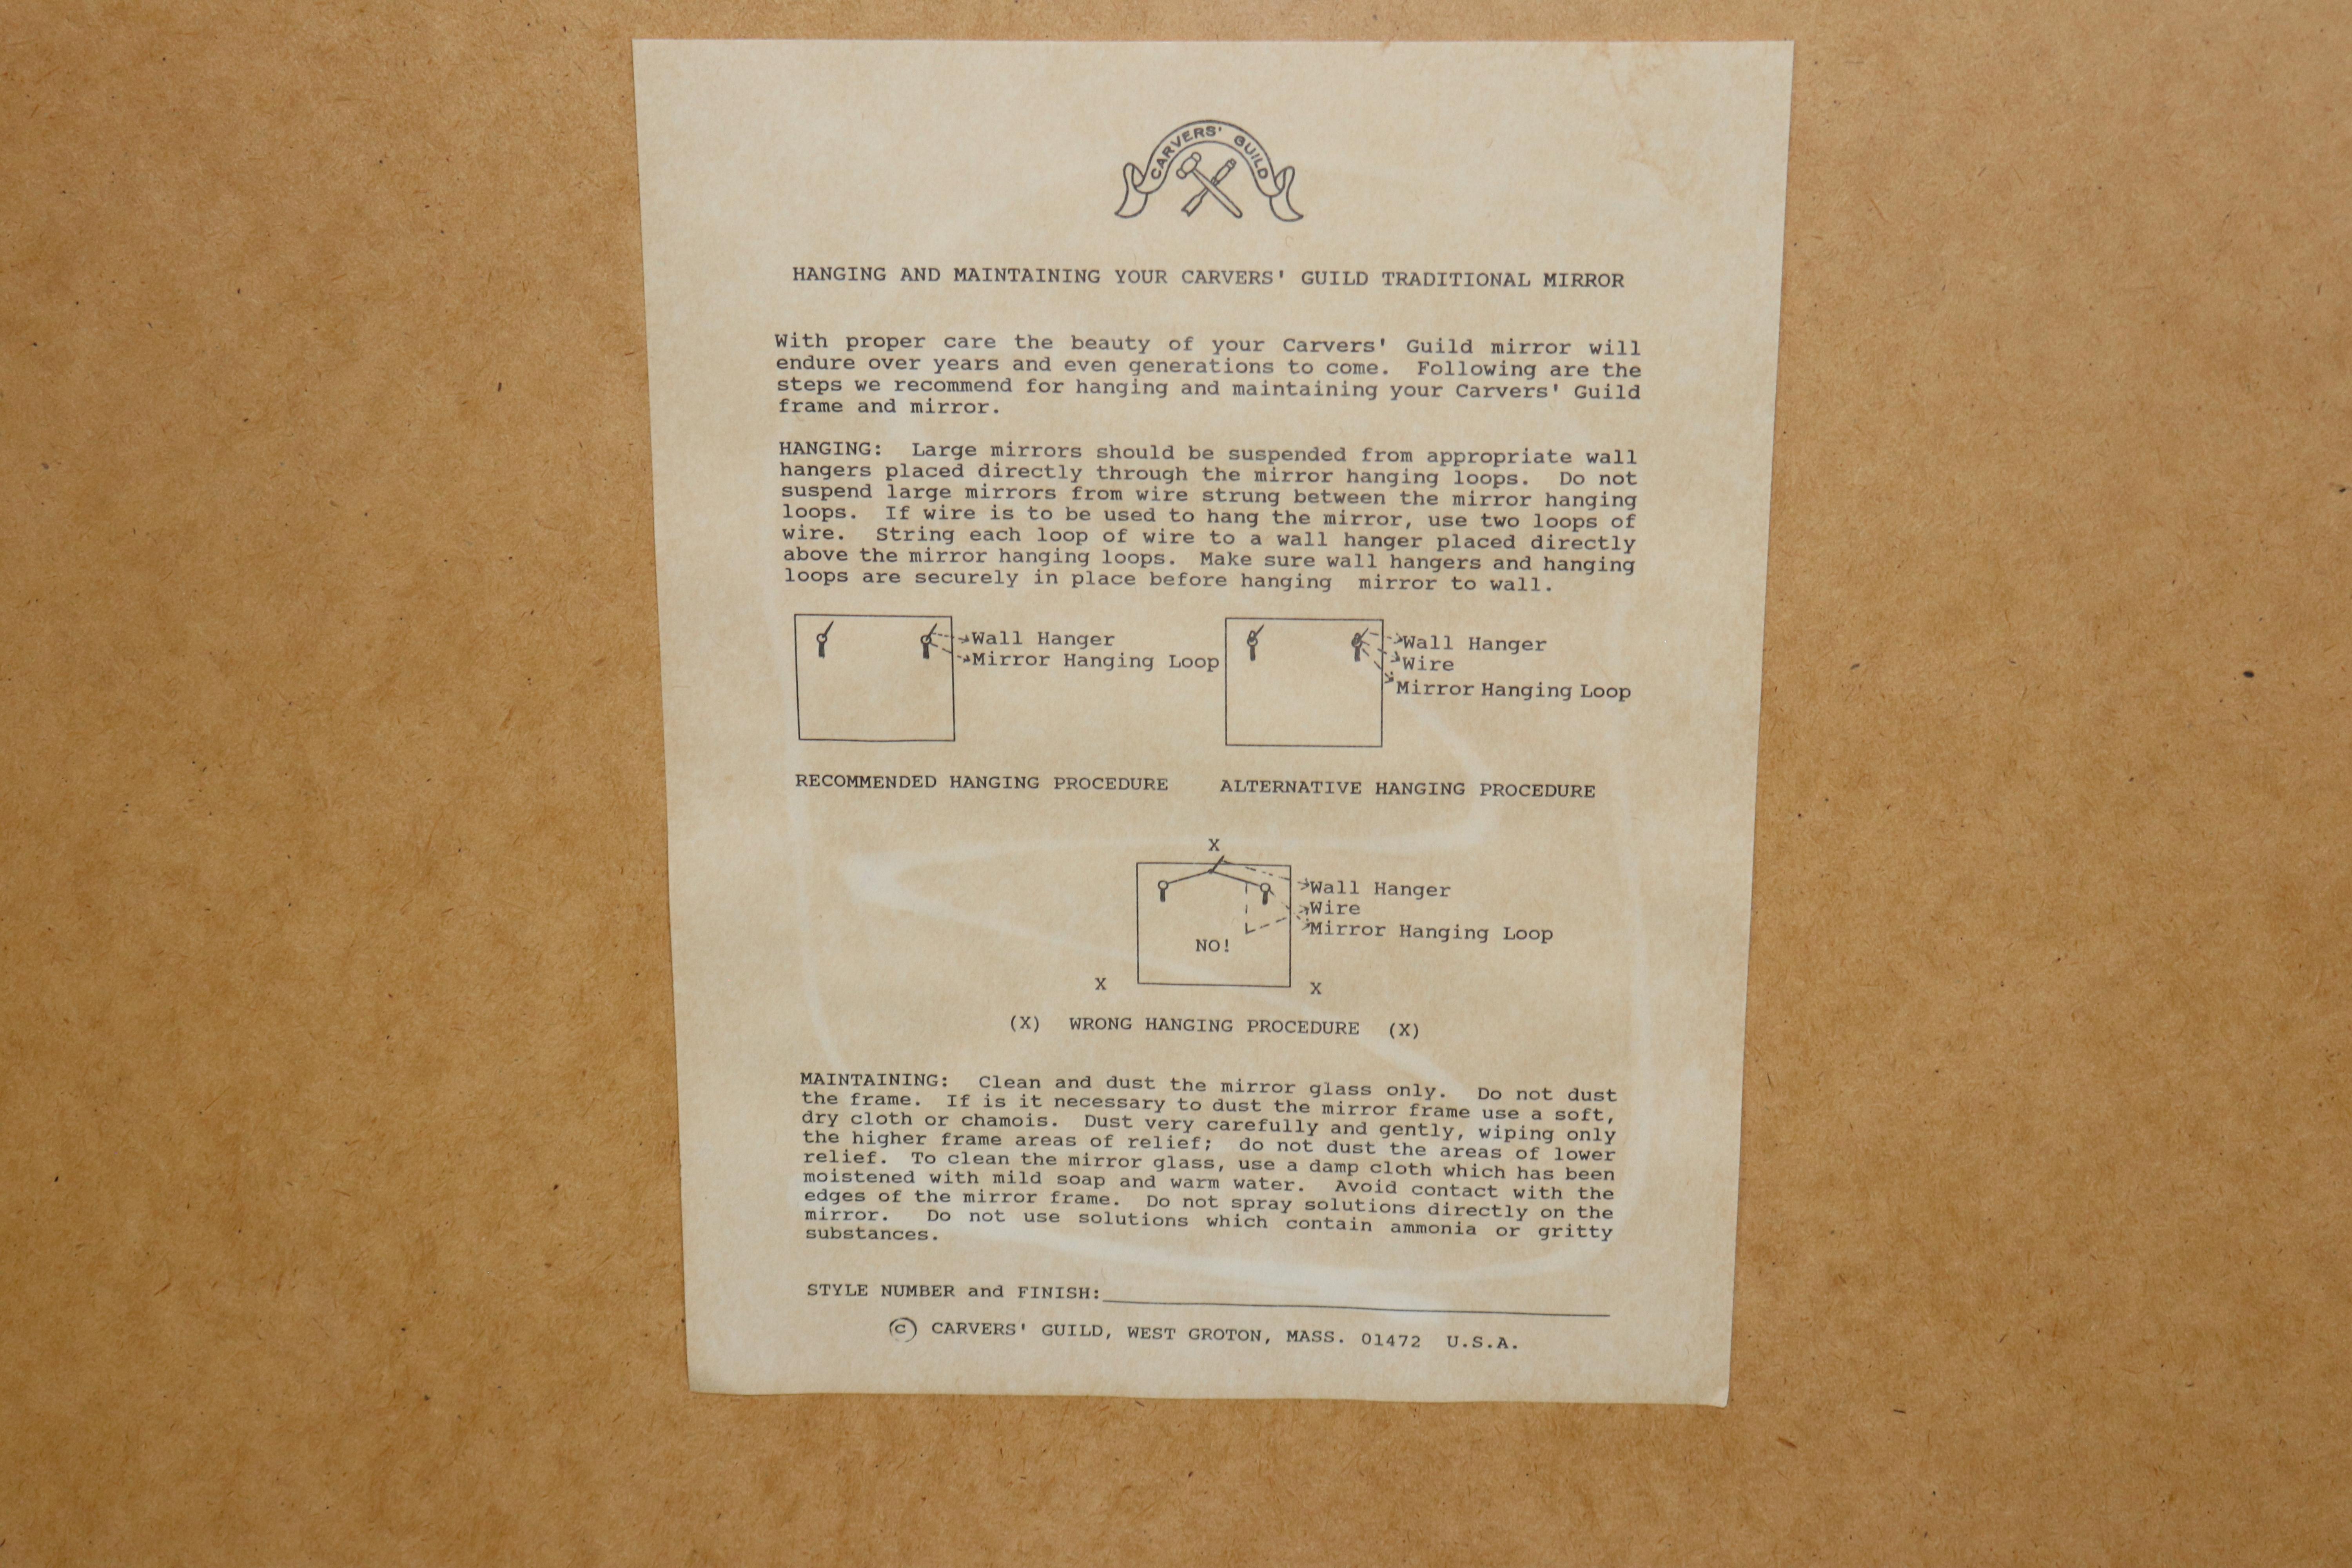 CARVERS' GUILD
HANGING AND MAINTAINING YOUR CARVERS' GUILD TRADITIONAL MIRROR
With proper care the beauty of your Carvers' Guild mirror will
endure over years and even generations to come. Following are the
steps we recommend for hanging and maintaining your Carvers' Guild
frame and mirror.
HANGING: Large mirrors should be suspended from appropriate wall
hangers placed directly through the mirror hanging loops. Do not
suspend large mirrors from wire strung between the mirror hanging
loops. If wire is to be used to hang the mirror, use two loops of
wire. String each loop of wire to a wall hanger placed directly
above the mirror hanging loops. Make sure wall hangers and hanging
loops are securely in place before hanging mirror to wall.
Wall Hanger
Mirror Hanging Loop
Wall Hanger
Wire
Mirror Hanging Loop
RECOMMENDED HANGING PROCEDURE
ALTERNATIVE HANGING PROCEDURE
X
Wall Hanger
Wire
Mirror Hanging Loop
NO!
X X
(X) WRONG HANGING PROCEDURE (X)
MAINTAINING: Clean and dust the mirror glass only. Do not dust
the frame. If is it necessary to dust the mirror frame use a soft,
dry cloth or chamois. Dust very carefully and gently, wiping only
the higher frame areas of relief; do not dust the areas of lower
relief. To clean the mirror glass, use a damp cloth which has been
moistened with mild soap and warm water. Avoid contact with the
edges of the mirror frame. Do not spray solutions directly on the
mirror. Do not use solutions which contain ammonia or gritty
substances.
STYLE NUMBER and FINISH:
© CARVERS' GUILD, WEST GROTON, MASS. 01472 U.S.A.